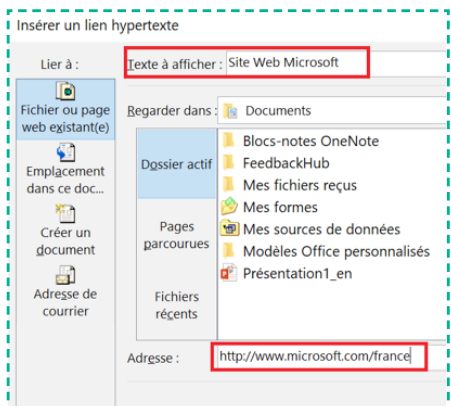 Insérer un lien hypertexte
Lier à :
Texte à afficher : Site Web Microsoft
Fichier ou page
web existant(e)
Regarder dans : Documents
Emplacement
dans ce doc...
Créer un
document
Adresse de
courrier
Dossier actif
Pages
parcourues
Fichiers
récents
Blocs-notes OneNote
FeedbackHub
Mes fichiers reçus
Mes formes
Mes sources de données
Modèles Office personnalisés
Présentation1_en
Adresse : http://www.microsoft.com/france